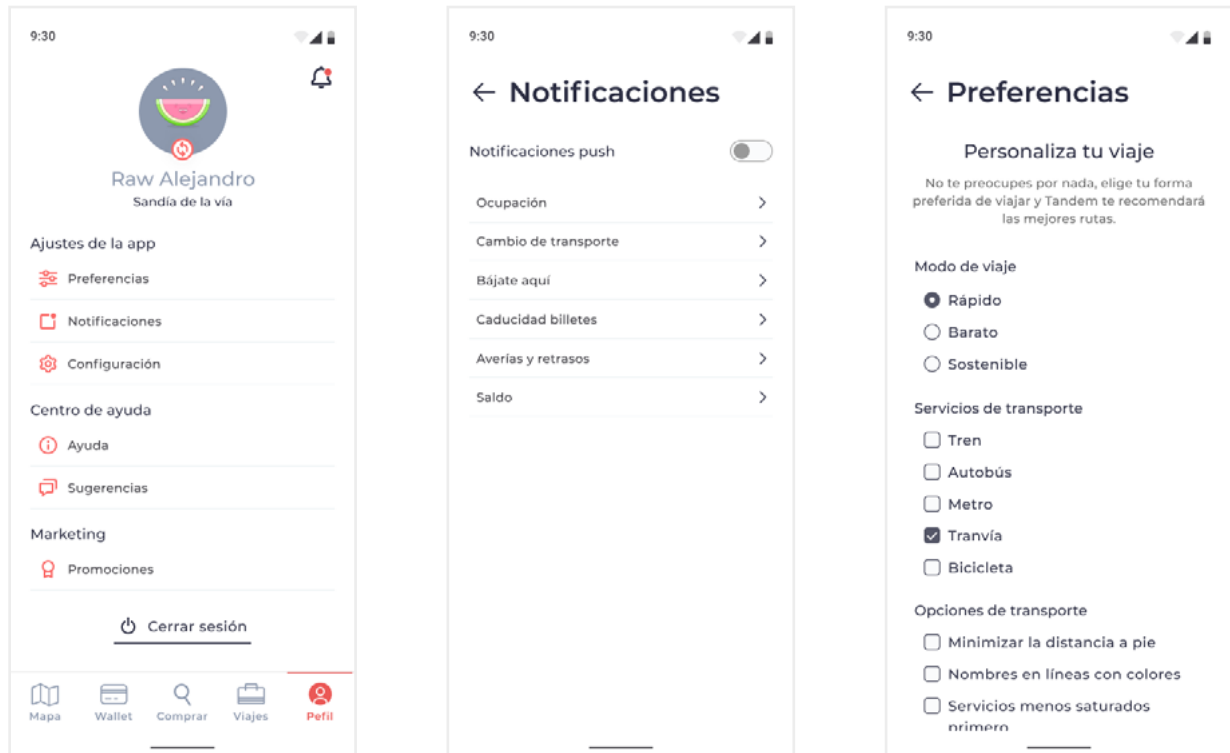 9:30
Raw Alejandro
Sandía de la vía
Ajustes de la app
Preferencias
Notificaciones
Configuración
Centro de ayuda
Ayuda
Sugerencias
Marketing
Promociones
Cerrar sesión
Mapa
Wallet
Comprar
Viajes
Pefil
9:30
Notificaciones
Notificaciones push
Ocupación
Cambio de transporte
Bájate aquí
Caducidad billetes
Averías y retrasos
Saldo
9:30
Preferencias
Personaliza tu viaje
No te preocupes por nada, elige tu forma
preferida de viajar y Tandem te recomendará
las mejores rutas.
Modo de viaje
Rápido
Barato
Sostenible
Servicios de transporte
Tren
Autobús
Metro
Tranvía
Bicicleta
Opciones de transporte
Minimizar la distancia a pie
Nombres en líneas con colores
Servicios menos saturados
primero